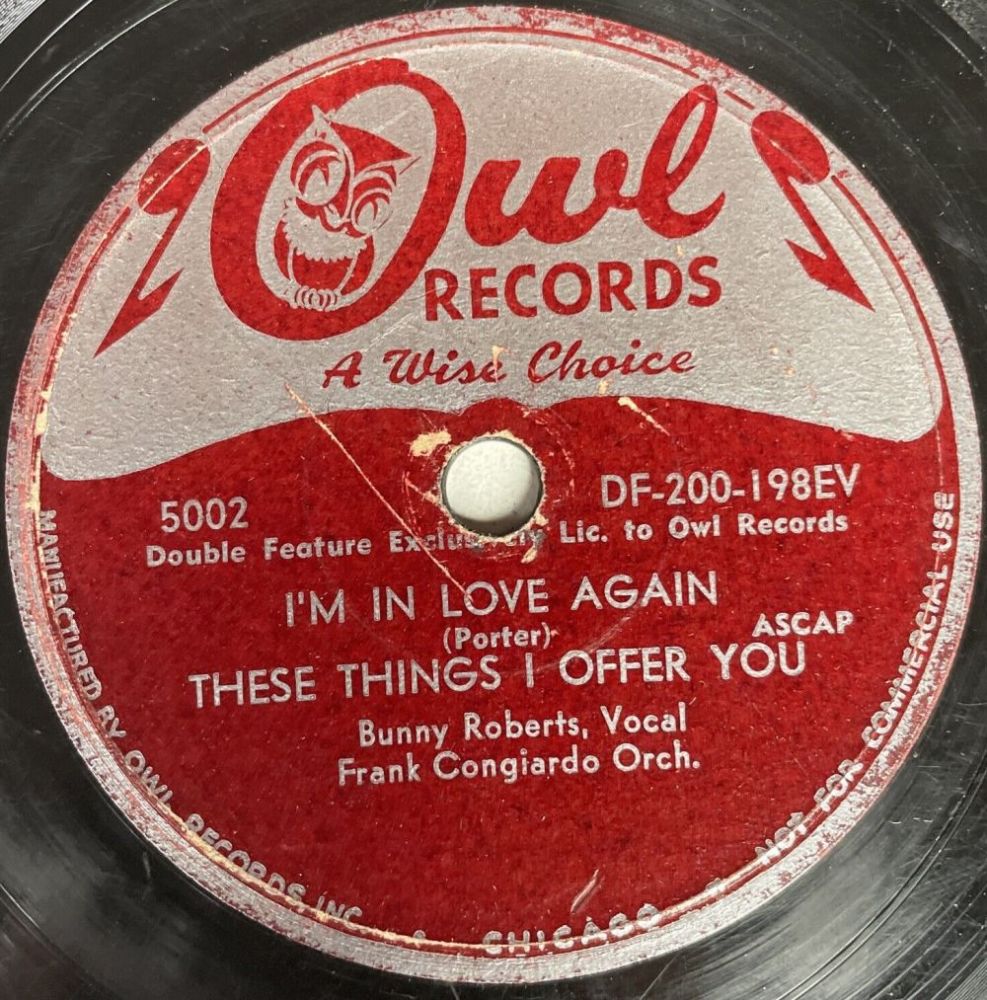 Owl
RECORDS
A Wise Choice
5002
DF-200-198EV
Double Feature Exclusively Lic. to Owl Records
I'M IN LOVE AGAIN
(Porter)
ASCAP
THESE THINGS I OFFER YOU
Bunny Roberts, Vocal
Frank Congiardo Orch.
MANUFACTURED BY OWL RECORDS INC. CHICAGO NOT FOR COMMERCIAL USE